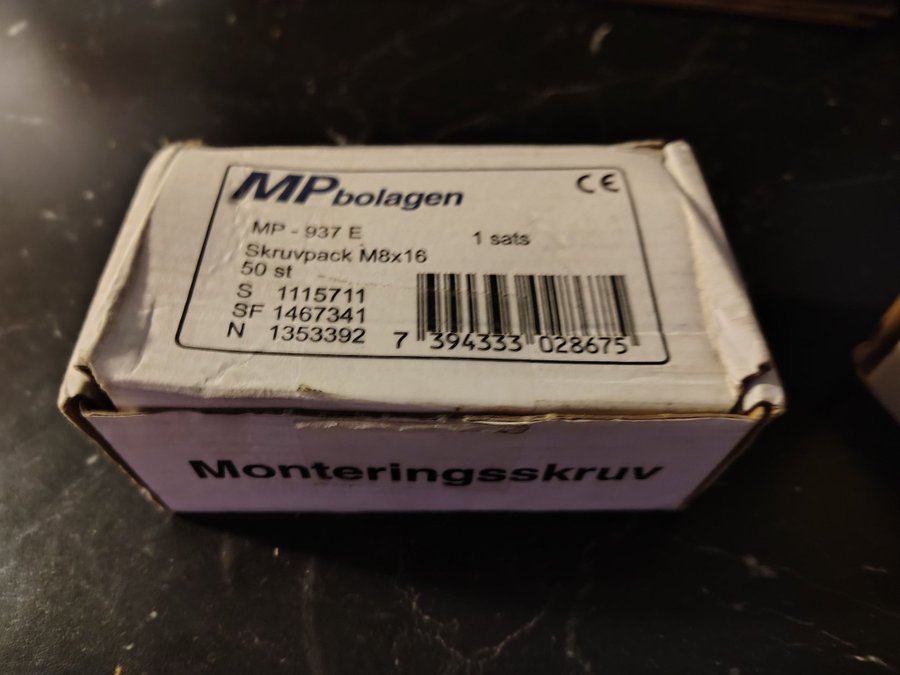 MPbolagen CE
MP - 937 E 1 sats
Skruvpack M8x16
50 st
S 1115711
SF 1467341
N 1353392 7 394333 028675
Monteringsskruv